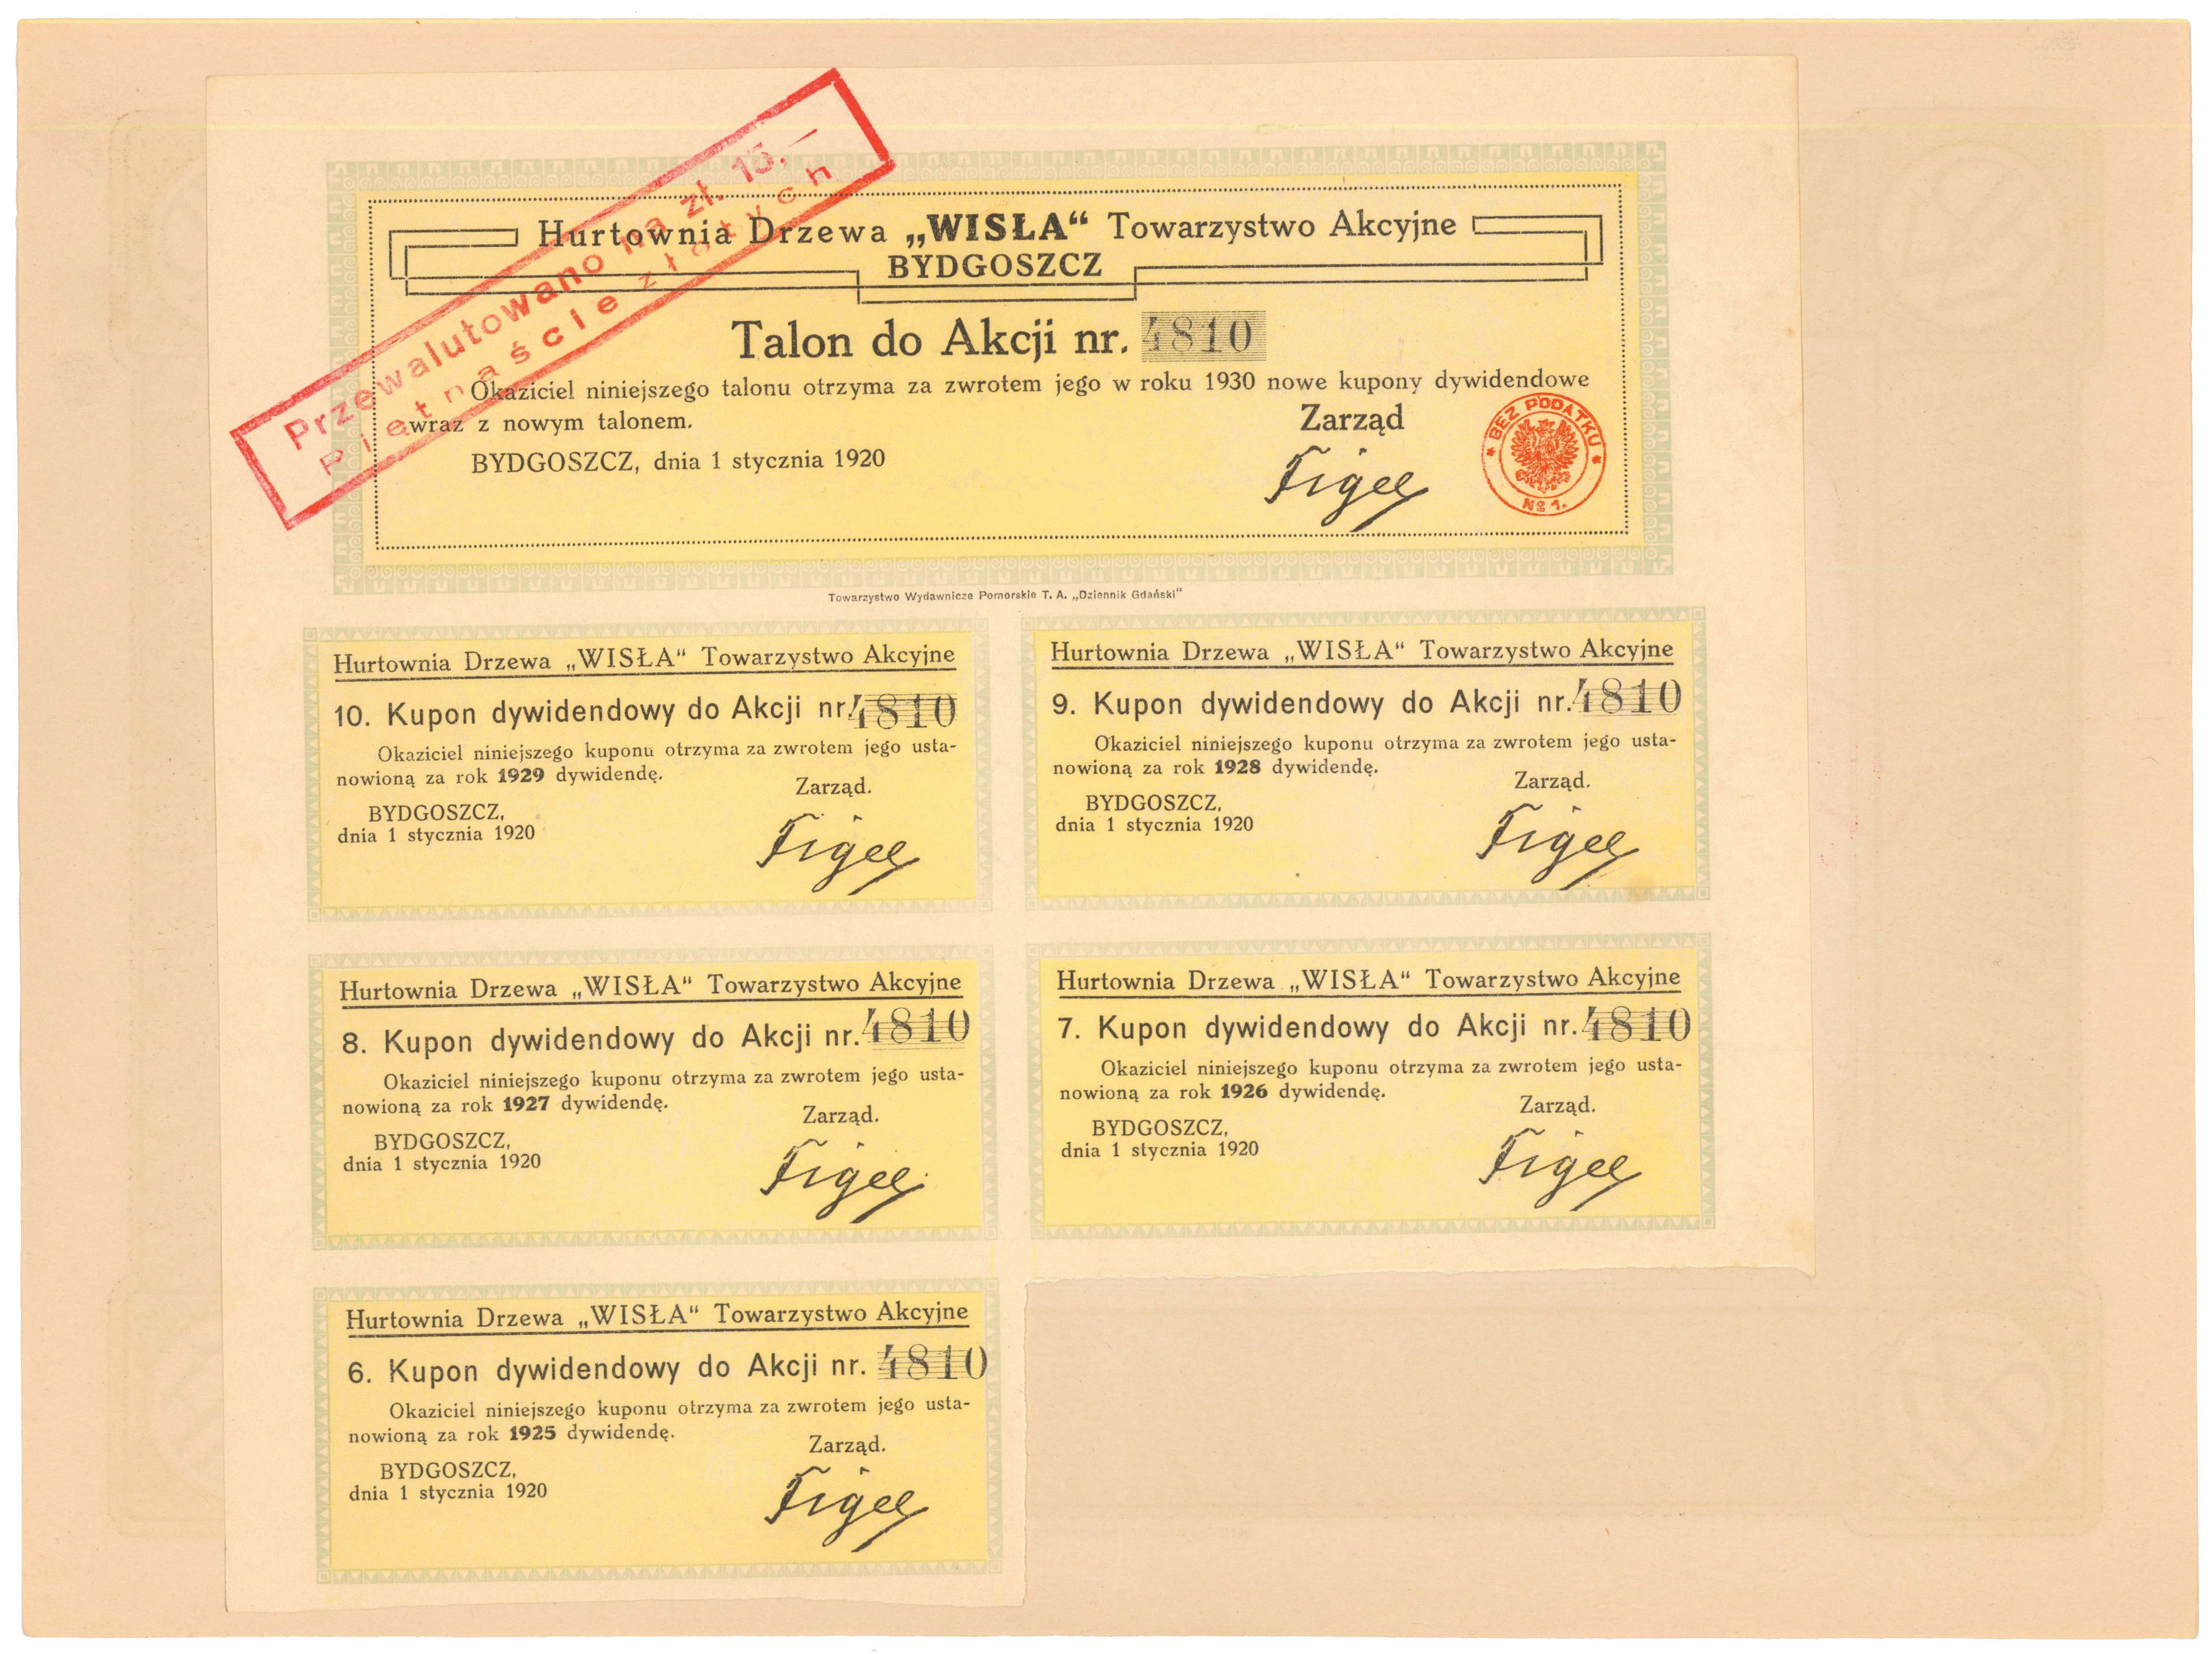 Przewalutowano na zł. 15,—
Piętnaście złotych
Hurtownia Drzewa „WISŁA“ Towarzystwo Akcyjne
BYDGOSZCZ
Talon do Akcji nr. 4810
Okaziciel niniejszego talonu otrzyma za zwrotem jego w roku 1930 nowe kupony dywidendowe
wraz z nowym talonem.
Zarząd
BYDGOSZCZ, dnia 1 stycznia 1920
Figel
* BEZ PODATKU *
№ 1.
Towarzystwo Wydawnicze Pomorskie T. A. „Dziennik Gdański“
Hurtownia Drzewa „WISŁA“ Towarzystwo Akcyjne
10. Kupon dywidendowy do Akcji nr. 4810
Okaziciel niniejszego kuponu otrzyma za zwrotem jego usta-
nowioną za rok 1929 dywidendę.
Zarząd.
BYDGOSZCZ,
dnia 1 stycznia 1920
Figel
Hurtownia Drzewa „WISŁA“ Towarzystwo Akcyjne
9. Kupon dywidendowy do Akcji nr. 4810
Okaziciel niniejszego kuponu otrzyma za zwrotem jego usta-
nowioną za rok 1928 dywidendę.
Zarząd.
BYDGOSZCZ,
dnia 1 stycznia 1920
Figel
Hurtownia Drzewa „WISŁA“ Towarzystwo Akcyjne
8. Kupon dywidendowy do Akcji nr. 4810
Okaziciel niniejszego kuponu otrzyma za zwrotem jego usta-
nowioną za rok 1927 dywidendę.
Zarząd.
BYDGOSZCZ,
dnia 1 stycznia 1920
Figel
Hurtownia Drzewa „WISŁA“ Towarzystwo Akcyjne
7. Kupon dywidendowy do Akcji nr. 4810
Okaziciel niniejszego kuponu otrzyma za zwrotem jego usta-
nowioną za rok 1926 dywidendę.
Zarząd.
BYDGOSZCZ,
dnia 1 stycznia 1920
Figel
Hurtownia Drzewa „WISŁA“ Towarzystwo Akcyjne
6. Kupon dywidendowy do Akcji nr. 4810
Okaziciel niniejszego kuponu otrzyma za zwrotem jego usta-
nowioną za rok 1925 dywidendę.
Zarząd.
BYDGOSZCZ,
dnia 1 stycznia 1920
Figel